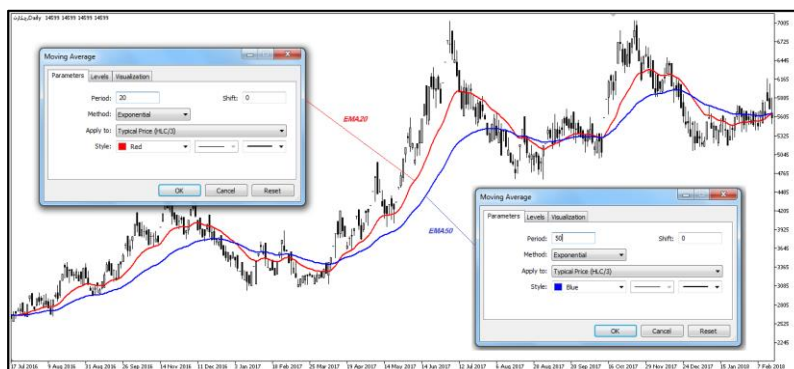 Daily 14599 14599 14599 14599
Moving Average
Parameters Levels Visualization
Period: 20 Shift: 0
Method: Exponential
Apply to: Typical Price (HLC/3)
Style: Red
OK Cancel Reset
EMA20
EMA50
Moving Average
Parameters Levels Visualization
Period: 50 Shift: 0
Method: Exponential
Apply to: Typical Price (HLC/3)
Style: Blue
OK Cancel Reset
7005
6725
6445
6165
5885
5605
5325
5045
4765
4485
4205
3925
3645
3365
3085
2805
2525
2245
17 Jul 2016 9 Aug 2016 31 Aug 2016 26 Sep 2016 14 Nov 2016 11 Dec 2016 3 Jan 2017 25 Mar 2017 19 Apr 2017 14 May 2017 14 Jun 2017 12 Jul 2017 6 Aug 2017 28 Aug 2017 20 Sep 2017 16 Oct 2017 29 Nov 2017 24 Dec 2017 15 Jan 2018 7 Feb 2018